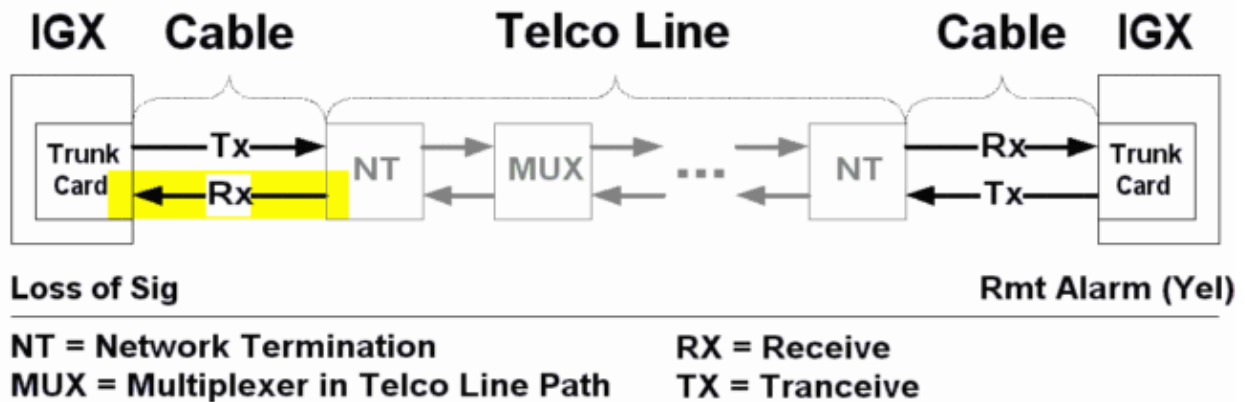 IGX Cable Telco Line Cable IGX
Trunk Card Tx NT MUX ... NT Rx Trunk Card
Rx Tx
Loss of Sig Rmt Alarm (Yel)
NT = Network Termination RX = Receive
MUX = Multiplexer in Telco Line Path TX = Tranceive